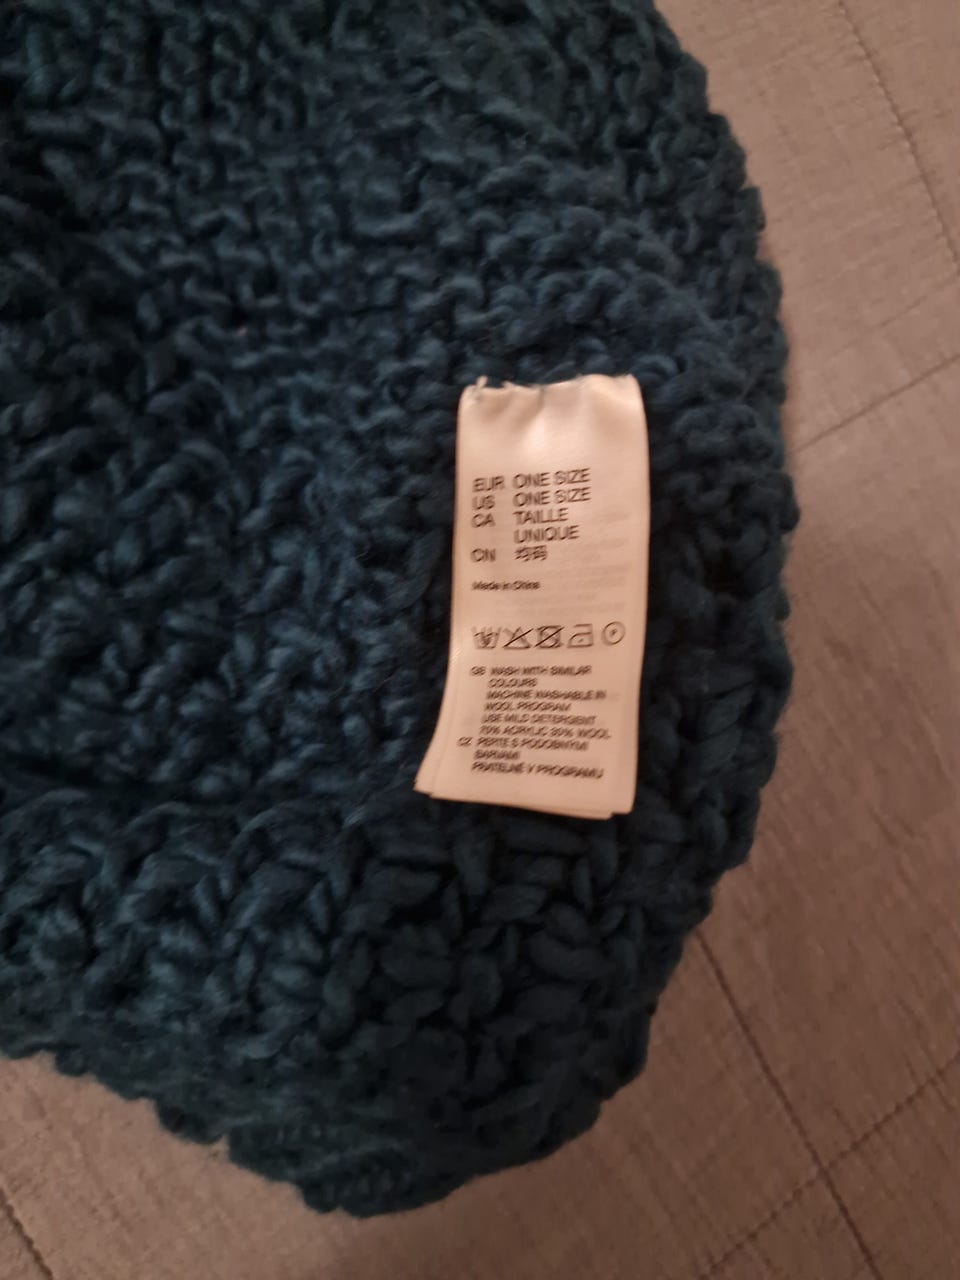 EUR ONE SIZE
US ONE SIZE
CA TAILLE
UNIQUE
CN 均码
Made in China
P
GB WASH WITH SIMILAR
COLOURS
MACHINE WASHABLE IN
WOOL PROGRAM
USE MILD DETERGENT
70% ACRYLIC 30% WOOL
CZ PERTE S PODOBNÝMI
BARVAMI
PRATELNÉ V PROGRAMU